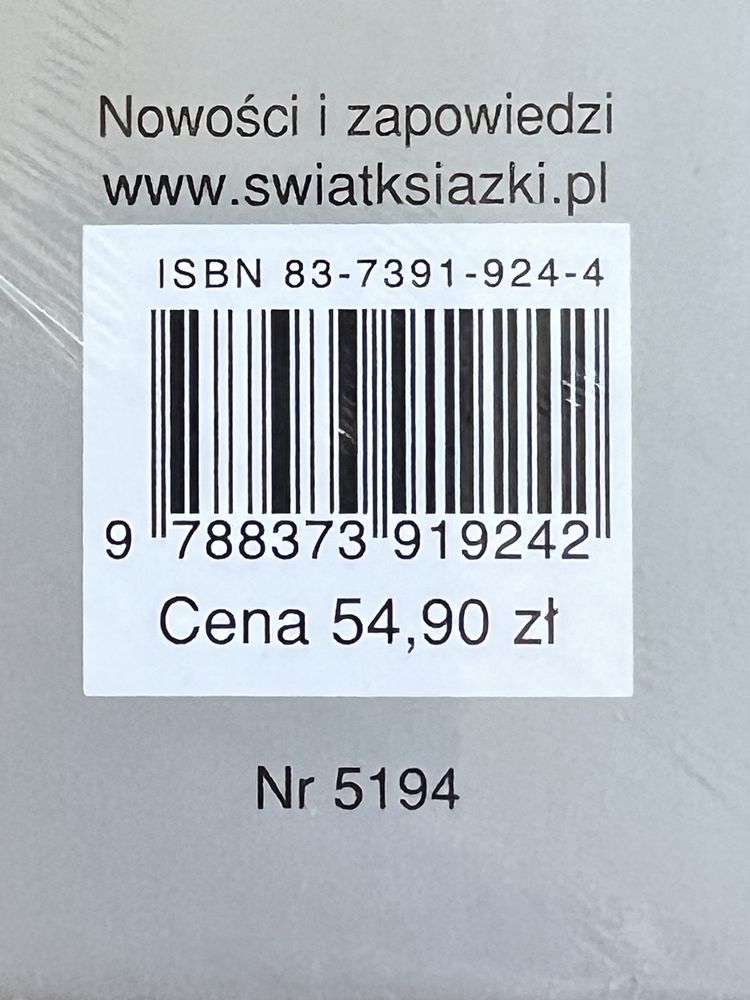 Nowości i zapowiedzi
www.swiatksiazki.pl
ISBN 83-7391-924-4
9 788373 919242
Cena 54,90 zł
Nr 5194